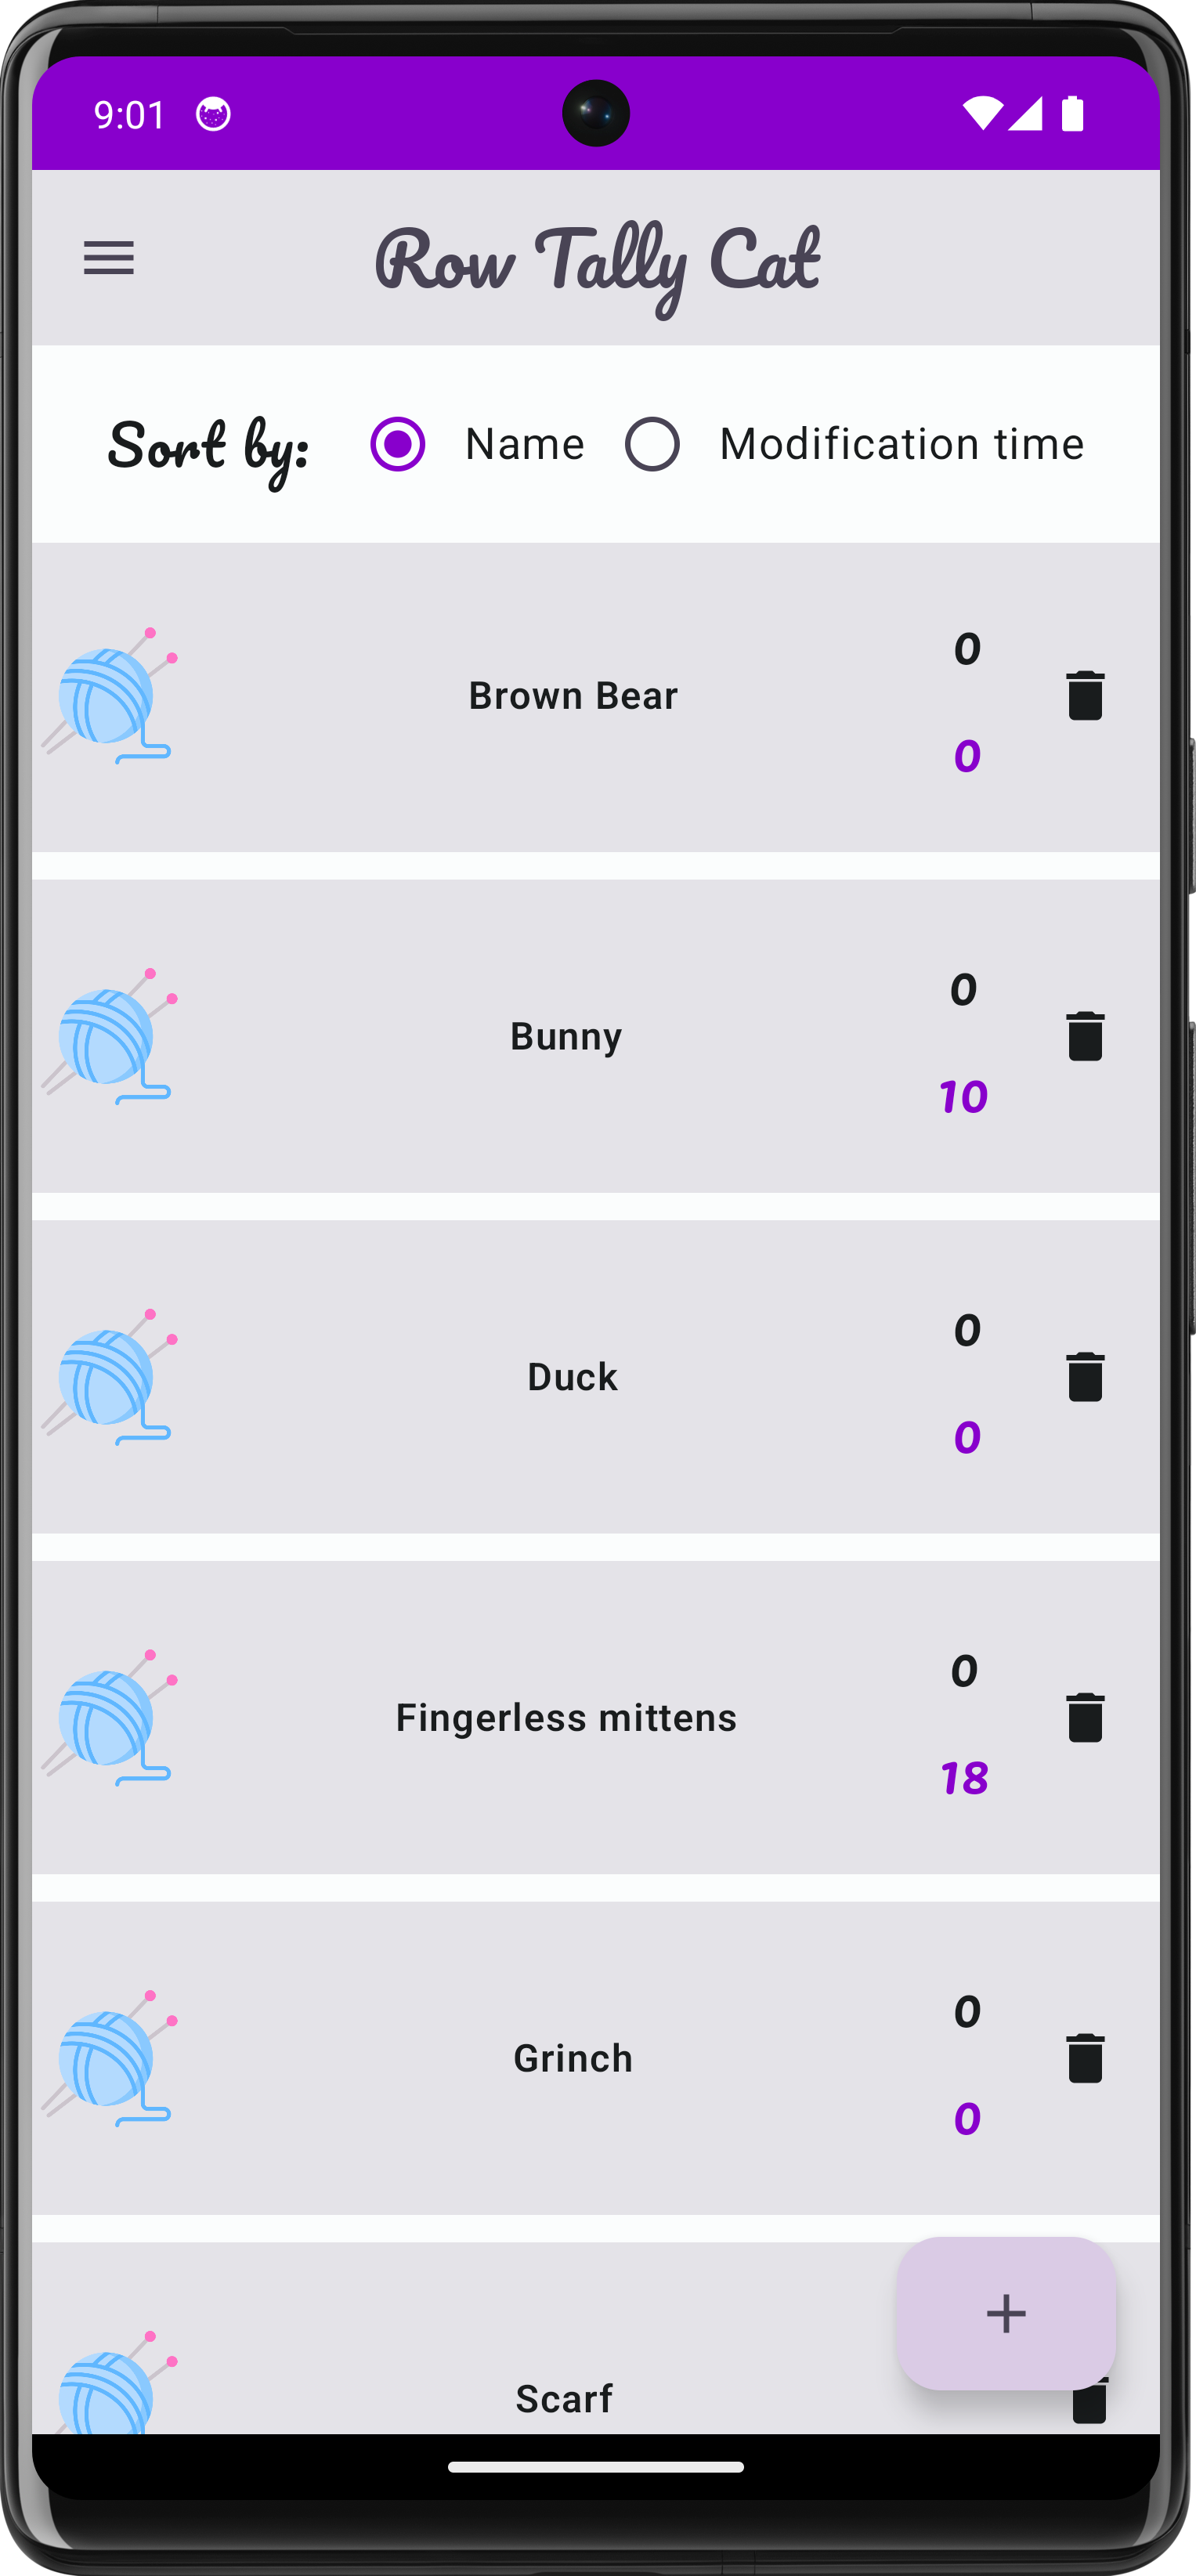 9:01
Row Tally Cat
Sort by: Name Modification time
0
Brown Bear
0
0
Bunny
10
0
Duck
0
0
Fingerless mittens
18
0
Grinch
0
Scarf